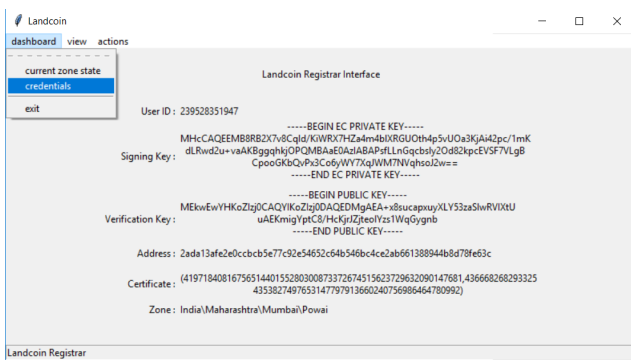 Landcoin
dashboard view actions
current zone state
credentials
exit
Landcoin Registrar Interface
User ID : 239528351947
-----BEGIN EC PRIVATE KEY-----
MHcCAQEEMB8RB2X7v8CqId/KiWRX7HZa4m4bIXRGUOth4p5vUOa3KjAi42pc/1mK
dLRwd2u+vaAKBggqhkjOPQMBAaE0AzIABAPsfLLnGqcbsly2Od82kpcEVSF7VLgB
CpooGKbQvPx3Co6yWY7XqJWM7NVqhsoJ2w==
-----END EC PRIVATE KEY-----
Signing Key :
-----BEGIN PUBLIC KEY-----
MEkwEwYHKoZIzj0CAQYIKoZIzj0DAQEDMgAEA+x8sucapxuyXLY53zaSlwRVIXtU
uAEKmigYptC8/HcKjrJZjteolYzs1WqGygnb
-----END PUBLIC KEY-----
Verification Key :
Address : 2ada13afe2e0ccbcb5e77c92e54652c64b546bc4ce2ab661388944b8d78fe63c
Certificate : (4197184081675651440155280300873372674515623729632090147681,436668268293325
4353827497653147797913660240756986464780992)
Zone : India\Maharashtra\Mumbai\Powai
Landcoin Registrar